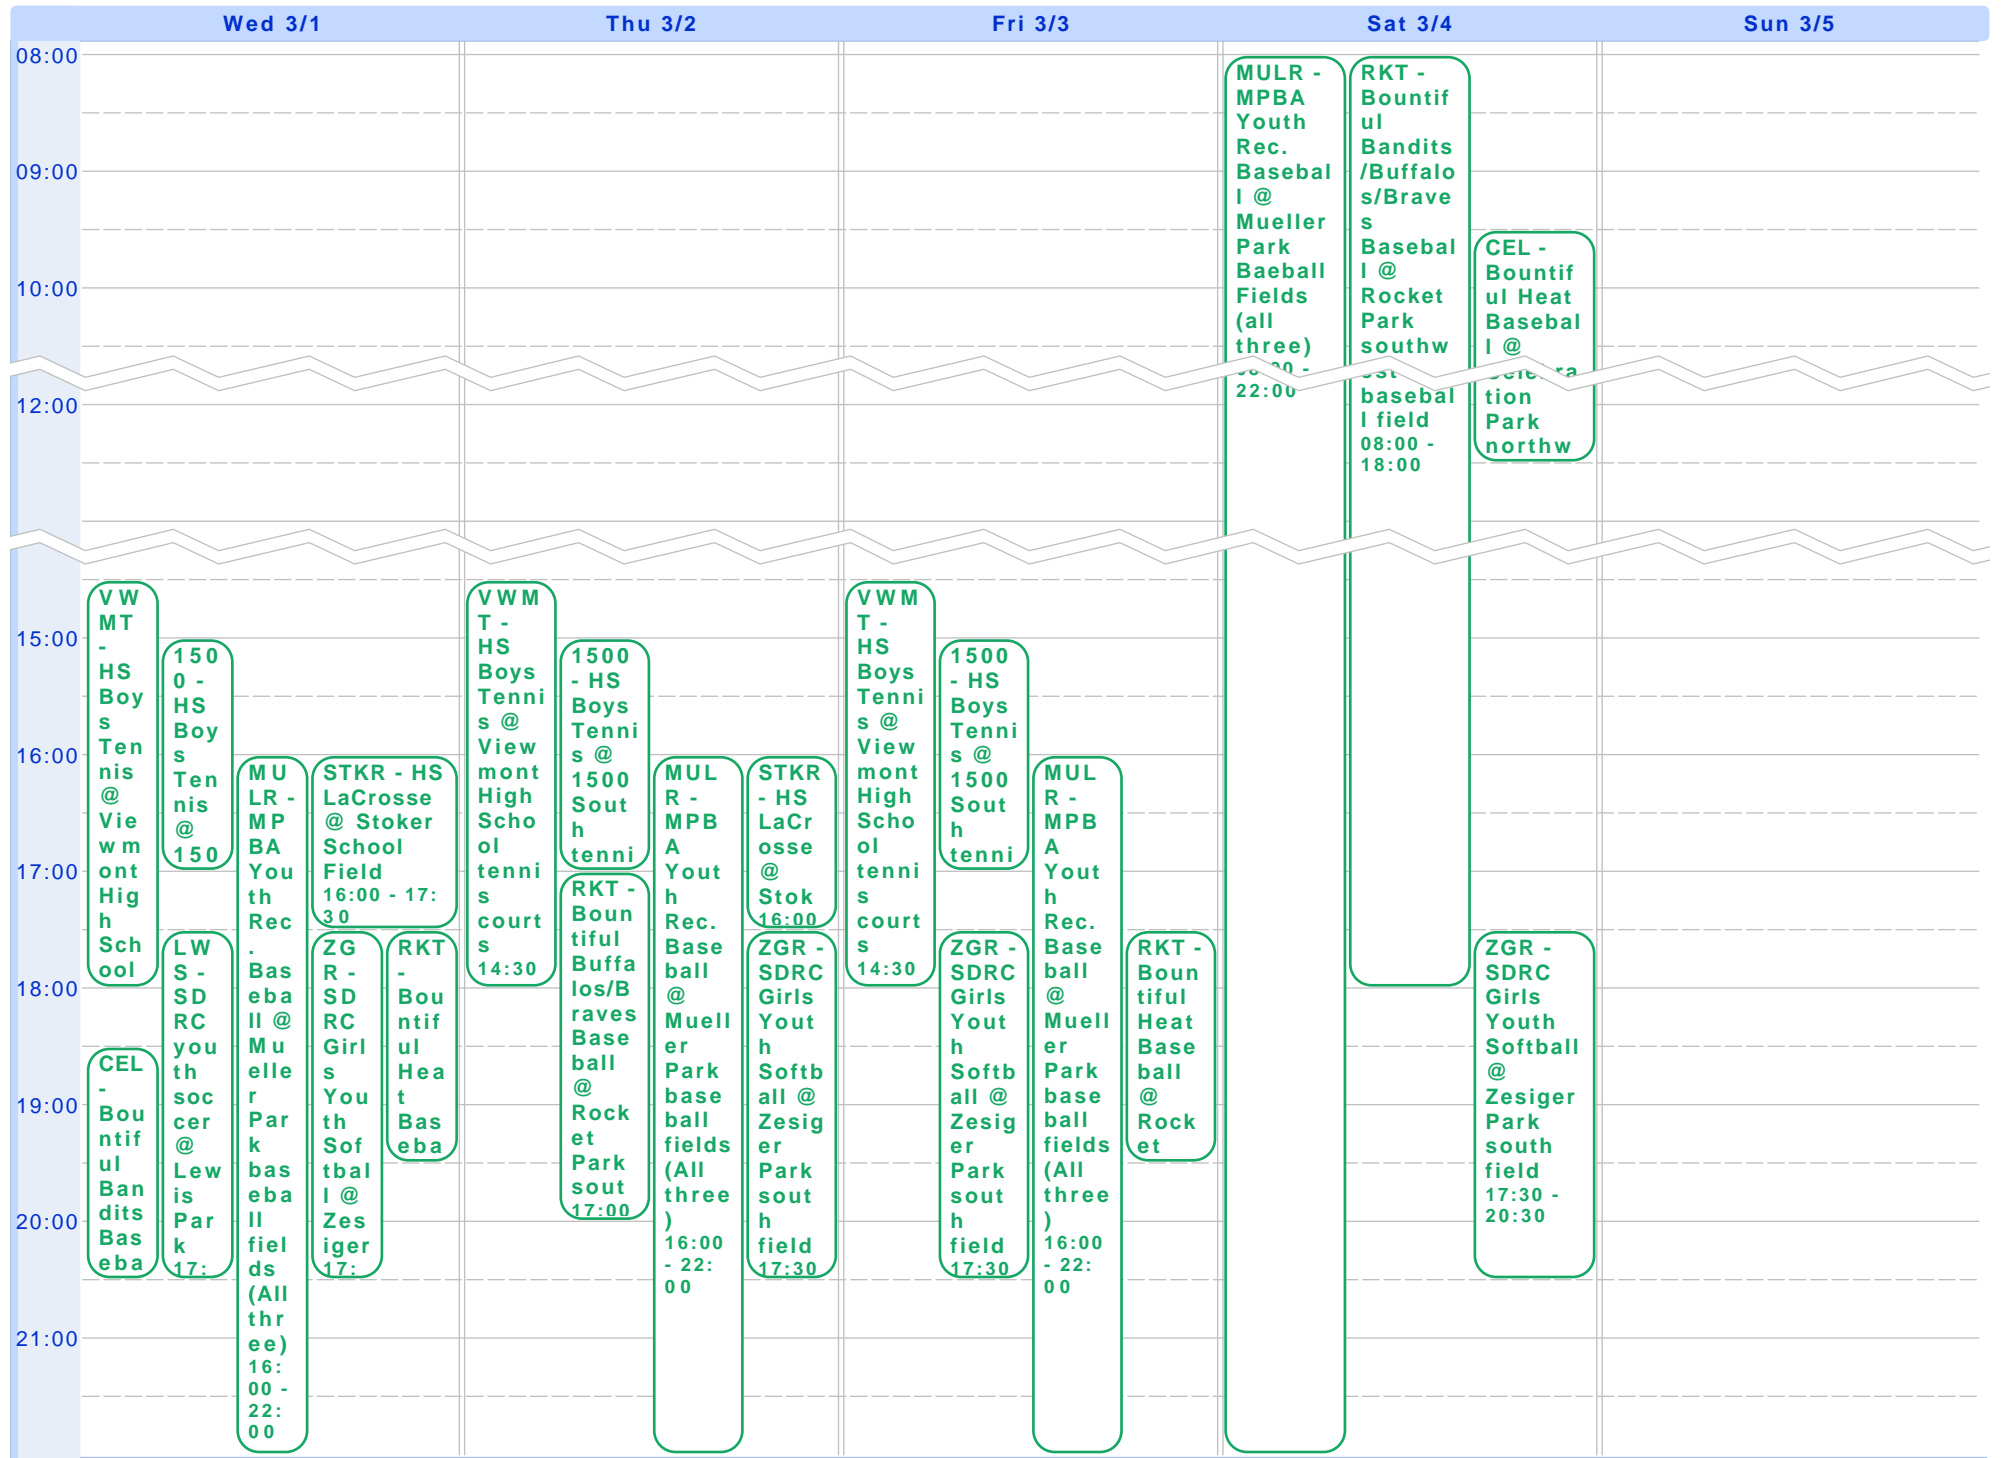 Wed 3/1
Thu 3/2
Fri 3/3
Sat 3/4
Sun 3/5
08:00
09:00
10:00
12:00
15:00
16:00
17:00
18:00
19:00
20:00
21:00
VW
MT
-
HS
Boy
s
Ten
nis
@
Vie
wm
ont
Hig
h
Sch
ool
CEL
-
Bou
ntif
ul
Ban
dits
Bas
eba
150
0 -
HS
Boy
s
Ten
nis
@
150
LW
S -
SD
RC
you
th
soc
cer
@
Lew
is
Par
k
17:
MU
LR -
MP
BA
You
th
Rec
.
Bas
eba
ll @
Mu
elle
r
Par
k
bas
eba
ll
fiel
ds
(All
thr
ee)
16:
00 -
22:
00
STKR - HS
LaCrosse
@ Stoker
School
Field
16:00 - 17:
30
ZG
R -
SD
RC
Girl
s
You
th
Sof
tbal
l @
Zes
iger
17:
RKT
-
Bou
ntif
ul
Hea
t
Bas
eba
VWM
T -
HS
Boys
Tenni
s @
View
mont
High
Scho
ol
tenni
s
court
s
14:30
1500
- HS
Boys
Tenni
s @
1500
Sout
h
tenni
RKT -
Boun
tiful
Buffa
los/B
raves
Base
ball
@
Rock
et
Park
sout
17:00
MUL
R -
MPB
A
Yout
h
Rec.
Base
ball
@
Muell
er
Park
base
ball
fields
(All
three
)
16:00
- 22:
00
STKR
- HS
LaCr
osse
@
Stok
16:00
ZGR -
SDRC
Girls
Yout
h
Softb
all @
Zesig
er
Park
sout
h
field
17:30
VWM
T -
HS
Boys
Tenni
s @
View
mont
High
Scho
ol
tenni
s
court
s
14:30
1500
- HS
Boys
Tenni
s @
1500
Sout
h
tenni
ZGR -
SDRC
Girls
Yout
h
Softb
all @
Zesig
er
Park
sout
h
field
17:30
MUL
R -
MPB
A
Yout
h
Rec.
Base
ball
@
Muell
er
Park
base
ball
fields
(All
three
)
16:00
- 22:
00
RKT -
Boun
tiful
Heat
Base
ball
@
Rock
et
MULR -
MPBA
Youth
Rec.
Basebal
l @
Mueller
Park
Baeball
Fields
(all
three)
08:00 -
22:00
RKT -
Bountif
ul
Bandits
/Buffalo
s/Brave
s
Basebal
l @
Rocket
Park
southw
est
basebal
l field
08:00 -
18:00
CEL -
Bountif
ul Heat
Basebal
l @
Celebra
tion
Park
northw
ZGR -
SDRC
Girls
Youth
Softball
@
Zesiger
Park
south
field
17:30 -
20:30